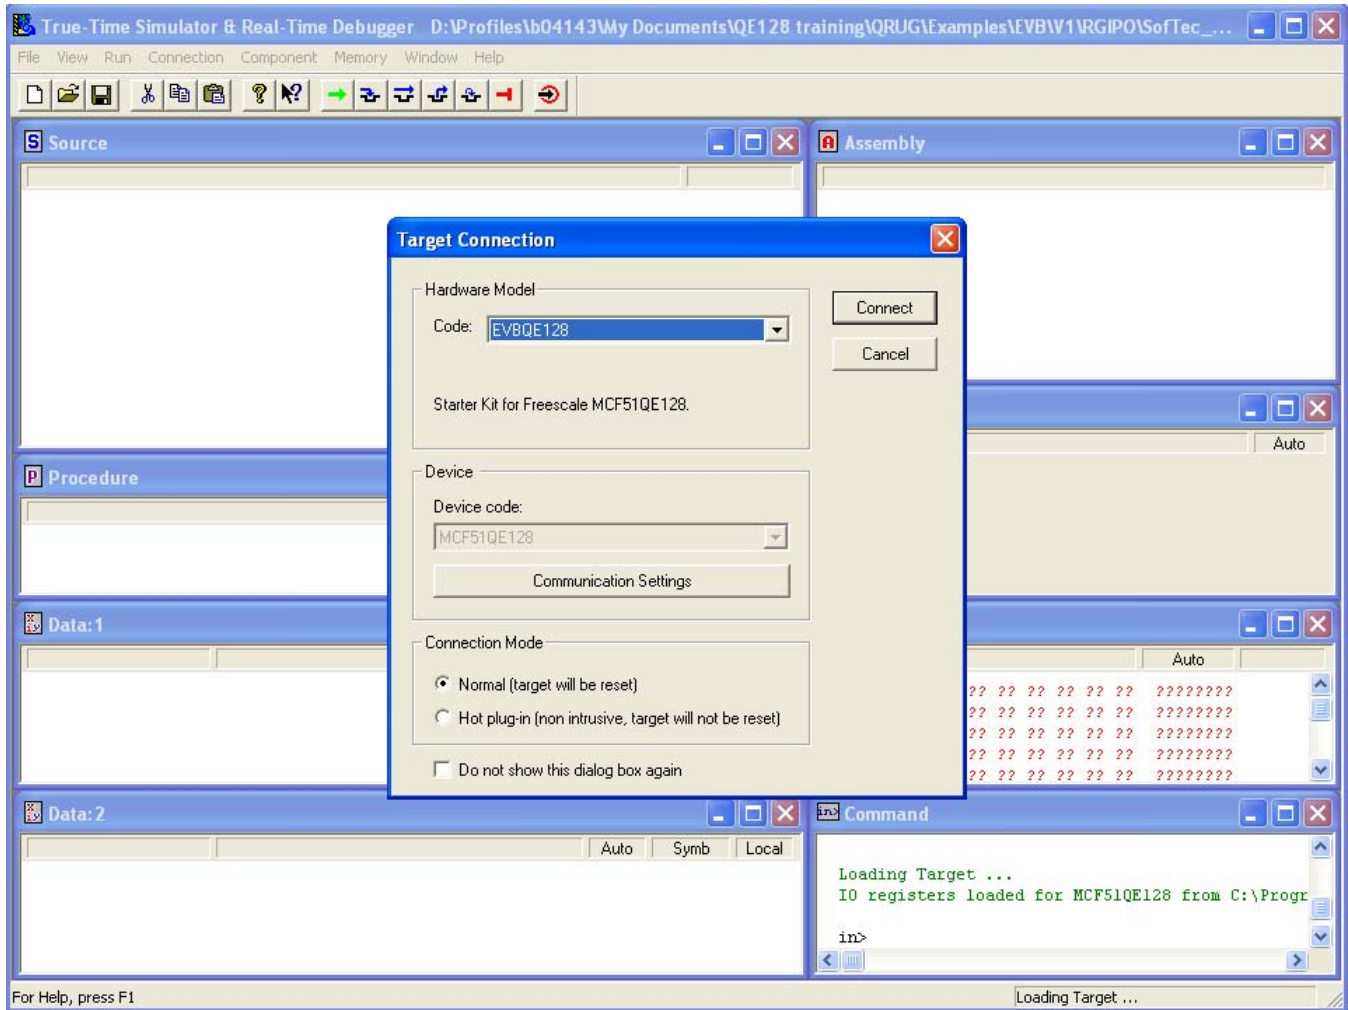 True-Time Simulator & Real-Time Debugger D:\Profiles\b04143\My Documents\QE128 training\QRUG\Examples\EVB\V1\RGIPO\SofTec_...
File View Run Connection Component Memory Window Help
S Source
A Assembly
Target Connection
Hardware Model
Code: EVBQE128
Connect
Cancel
Starter Kit for Freescale MCF51QE128.
Auto
P Procedure
Device
Device code:
MCF51QE128
Communication Settings
Data:1
Connection Mode
Auto
Normal (target will be reset)
Hot plug-in (non intrusive, target will not be reset)
?? ?? ?? ?? ?? ?? ????????
?? ?? ?? ?? ?? ?? ????????
?? ?? ?? ?? ?? ?? ????????
?? ?? ?? ?? ?? ?? ????????
?? ?? ?? ?? ?? ?? ????????
Do not show this dialog box again
Data:2
in> Command
Auto Symb Local
Loading Target ...
IO registers loaded for MCF51QE128 from C:\Progr
in>
For Help, press F1
Loading Target ...